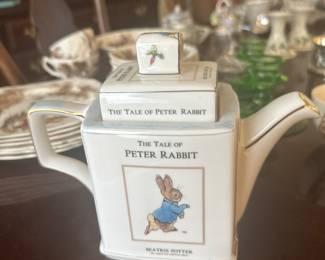 THE TALE OF PETER RABBIT
THE TALE OF
PETER RABBIT
BEATRIX POTTER